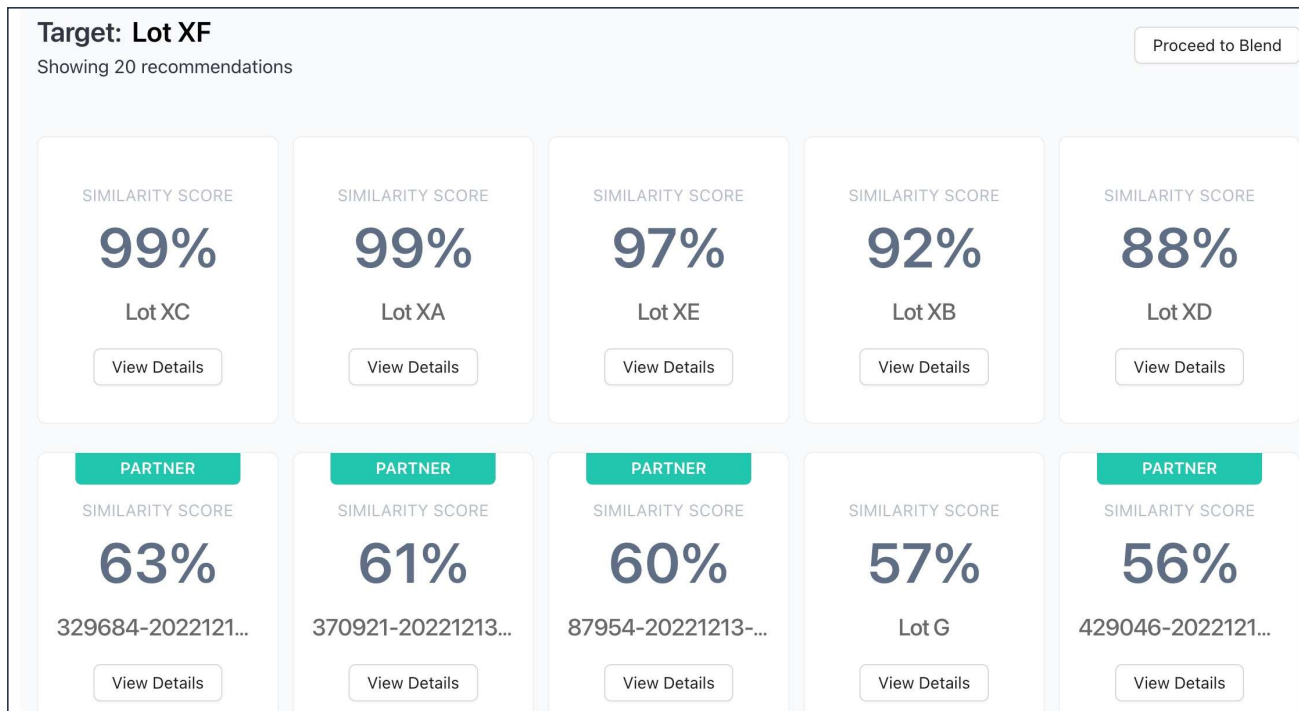 Target: Lot XF
Proceed to Blend
Showing 20 recommendations
SIMILARITY SCORE
99%
Lot XC
View Details
SIMILARITY SCORE
99%
Lot XA
View Details
SIMILARITY SCORE
97%
Lot XE
View Details
SIMILARITY SCORE
92%
Lot XB
View Details
SIMILARITY SCORE
88%
Lot XD
View Details
PARTNER
SIMILARITY SCORE
63%
329684-2022121...
View Details
PARTNER
SIMILARITY SCORE
61%
370921-20221213...
View Details
PARTNER
SIMILARITY SCORE
60%
87954-20221213-...
View Details
SIMILARITY SCORE
57%
Lot G
View Details
PARTNER
SIMILARITY SCORE
56%
429046-2022121...
View Details